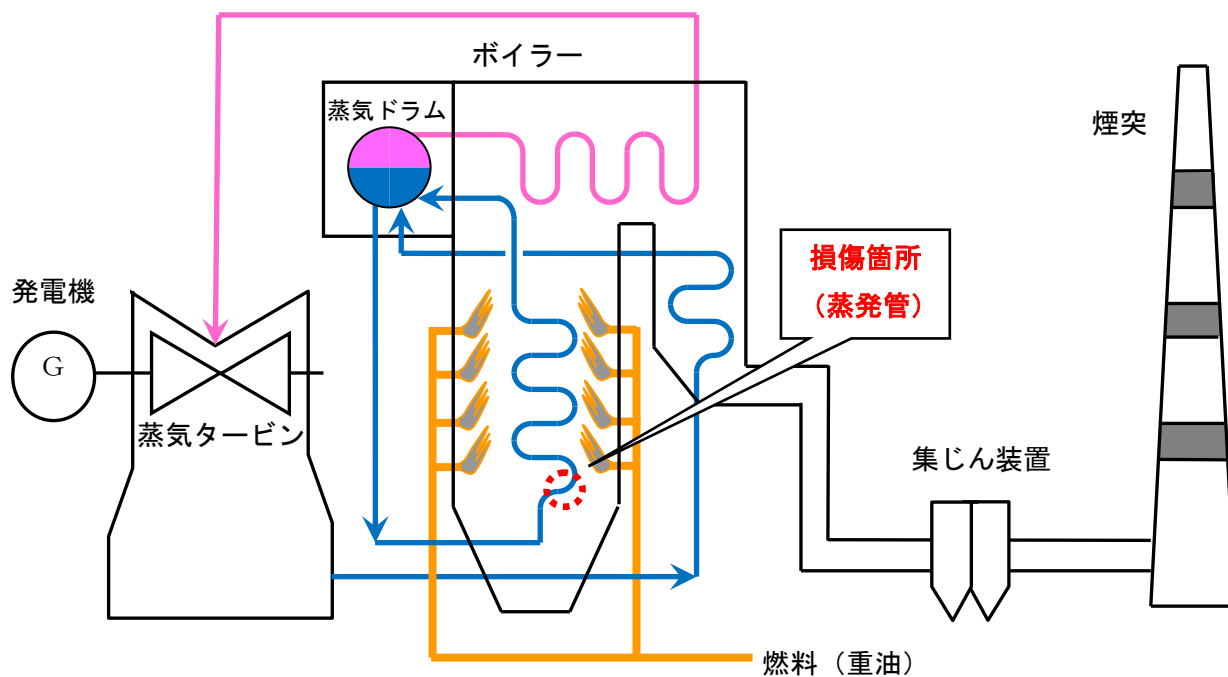 ボイラー
蒸気ドラム
煙突
損傷箇所
（蒸発管）
発電機
G
蒸気タービン
集じん装置
燃料（重油）